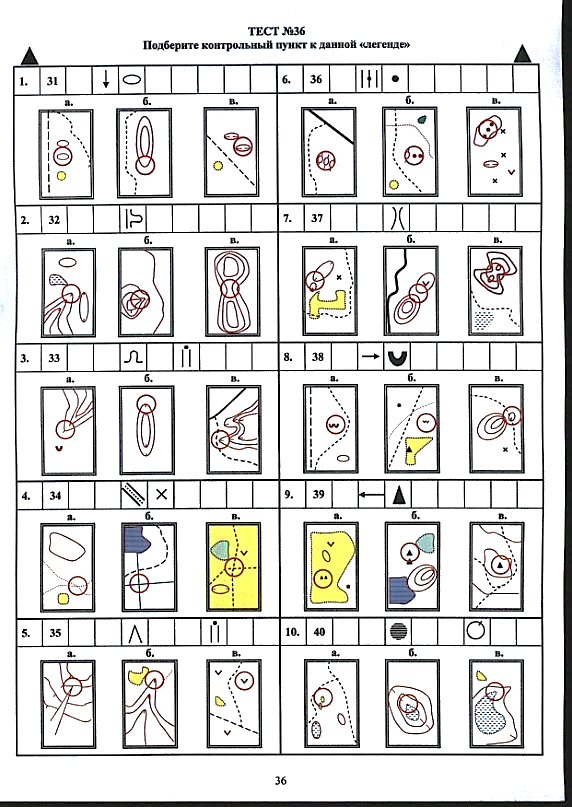 ТЕСТ №36
Подберите контрольный пункт к данной «легенде»
1. 31
а. б. в.
6. 36
а. б. в.
2. 32
а. б. в.
7. 37
а. б. в.
3. 33
а. б. в.
8. 38
а. б. в.
4. 34
а. б. в.
9. 39
а. б. в.
5. 35
а. б. в.
10. 40
а. б. в.
36